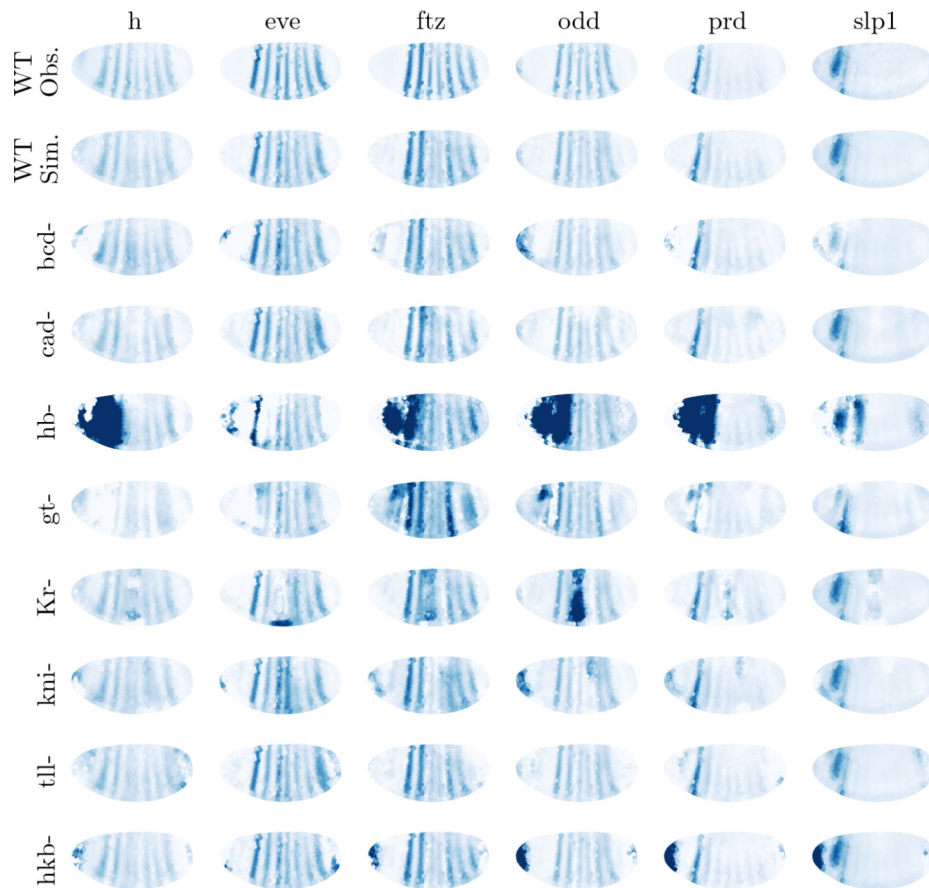 h eve ftz odd prd slp1
WT
Obs.
WT
Sim.
bcd-
cad-
hb-
gt-
Kr-
kni-
tll-
hkb-